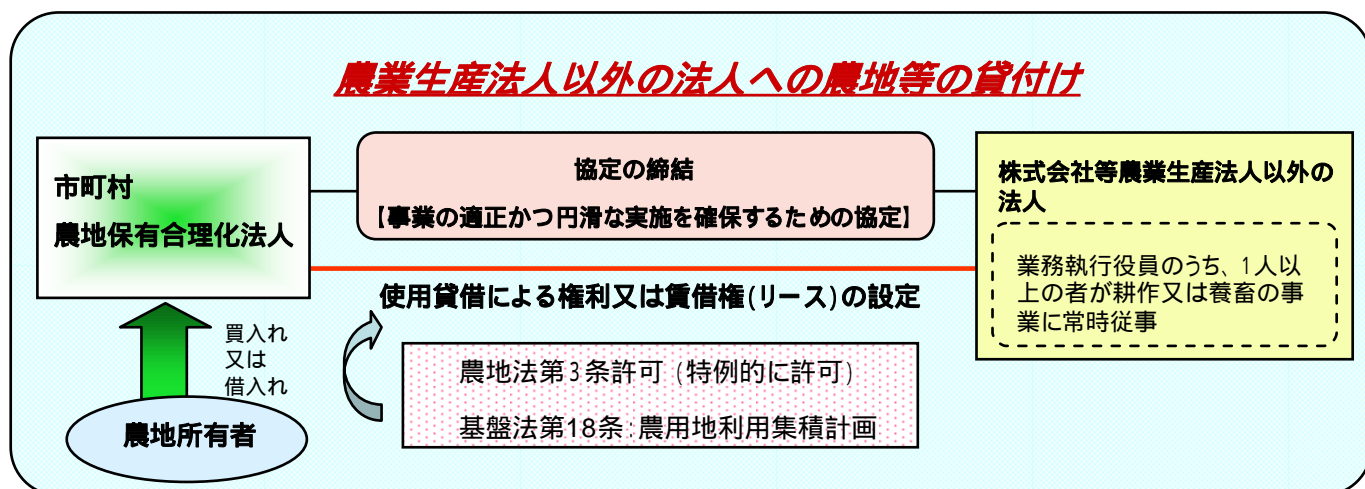 農業生産法人以外の法人への農地等の貸付け
市町村
農地保有合理化法人
協定の締結
【事業の適正かつ円滑な実施を確保するための協定】
株式会社等農業生産法人以外の
法人
業務執行役員のうち、1人以
上の者が耕作又は養畜の事
業に常時従事
使用貸借による権利又は賃借権(リース)の設定
買入れ
又は
借入れ
農地法第3条許可(特例的に許可)
基盤法第18条:農用地利用集積計画
農地所有者